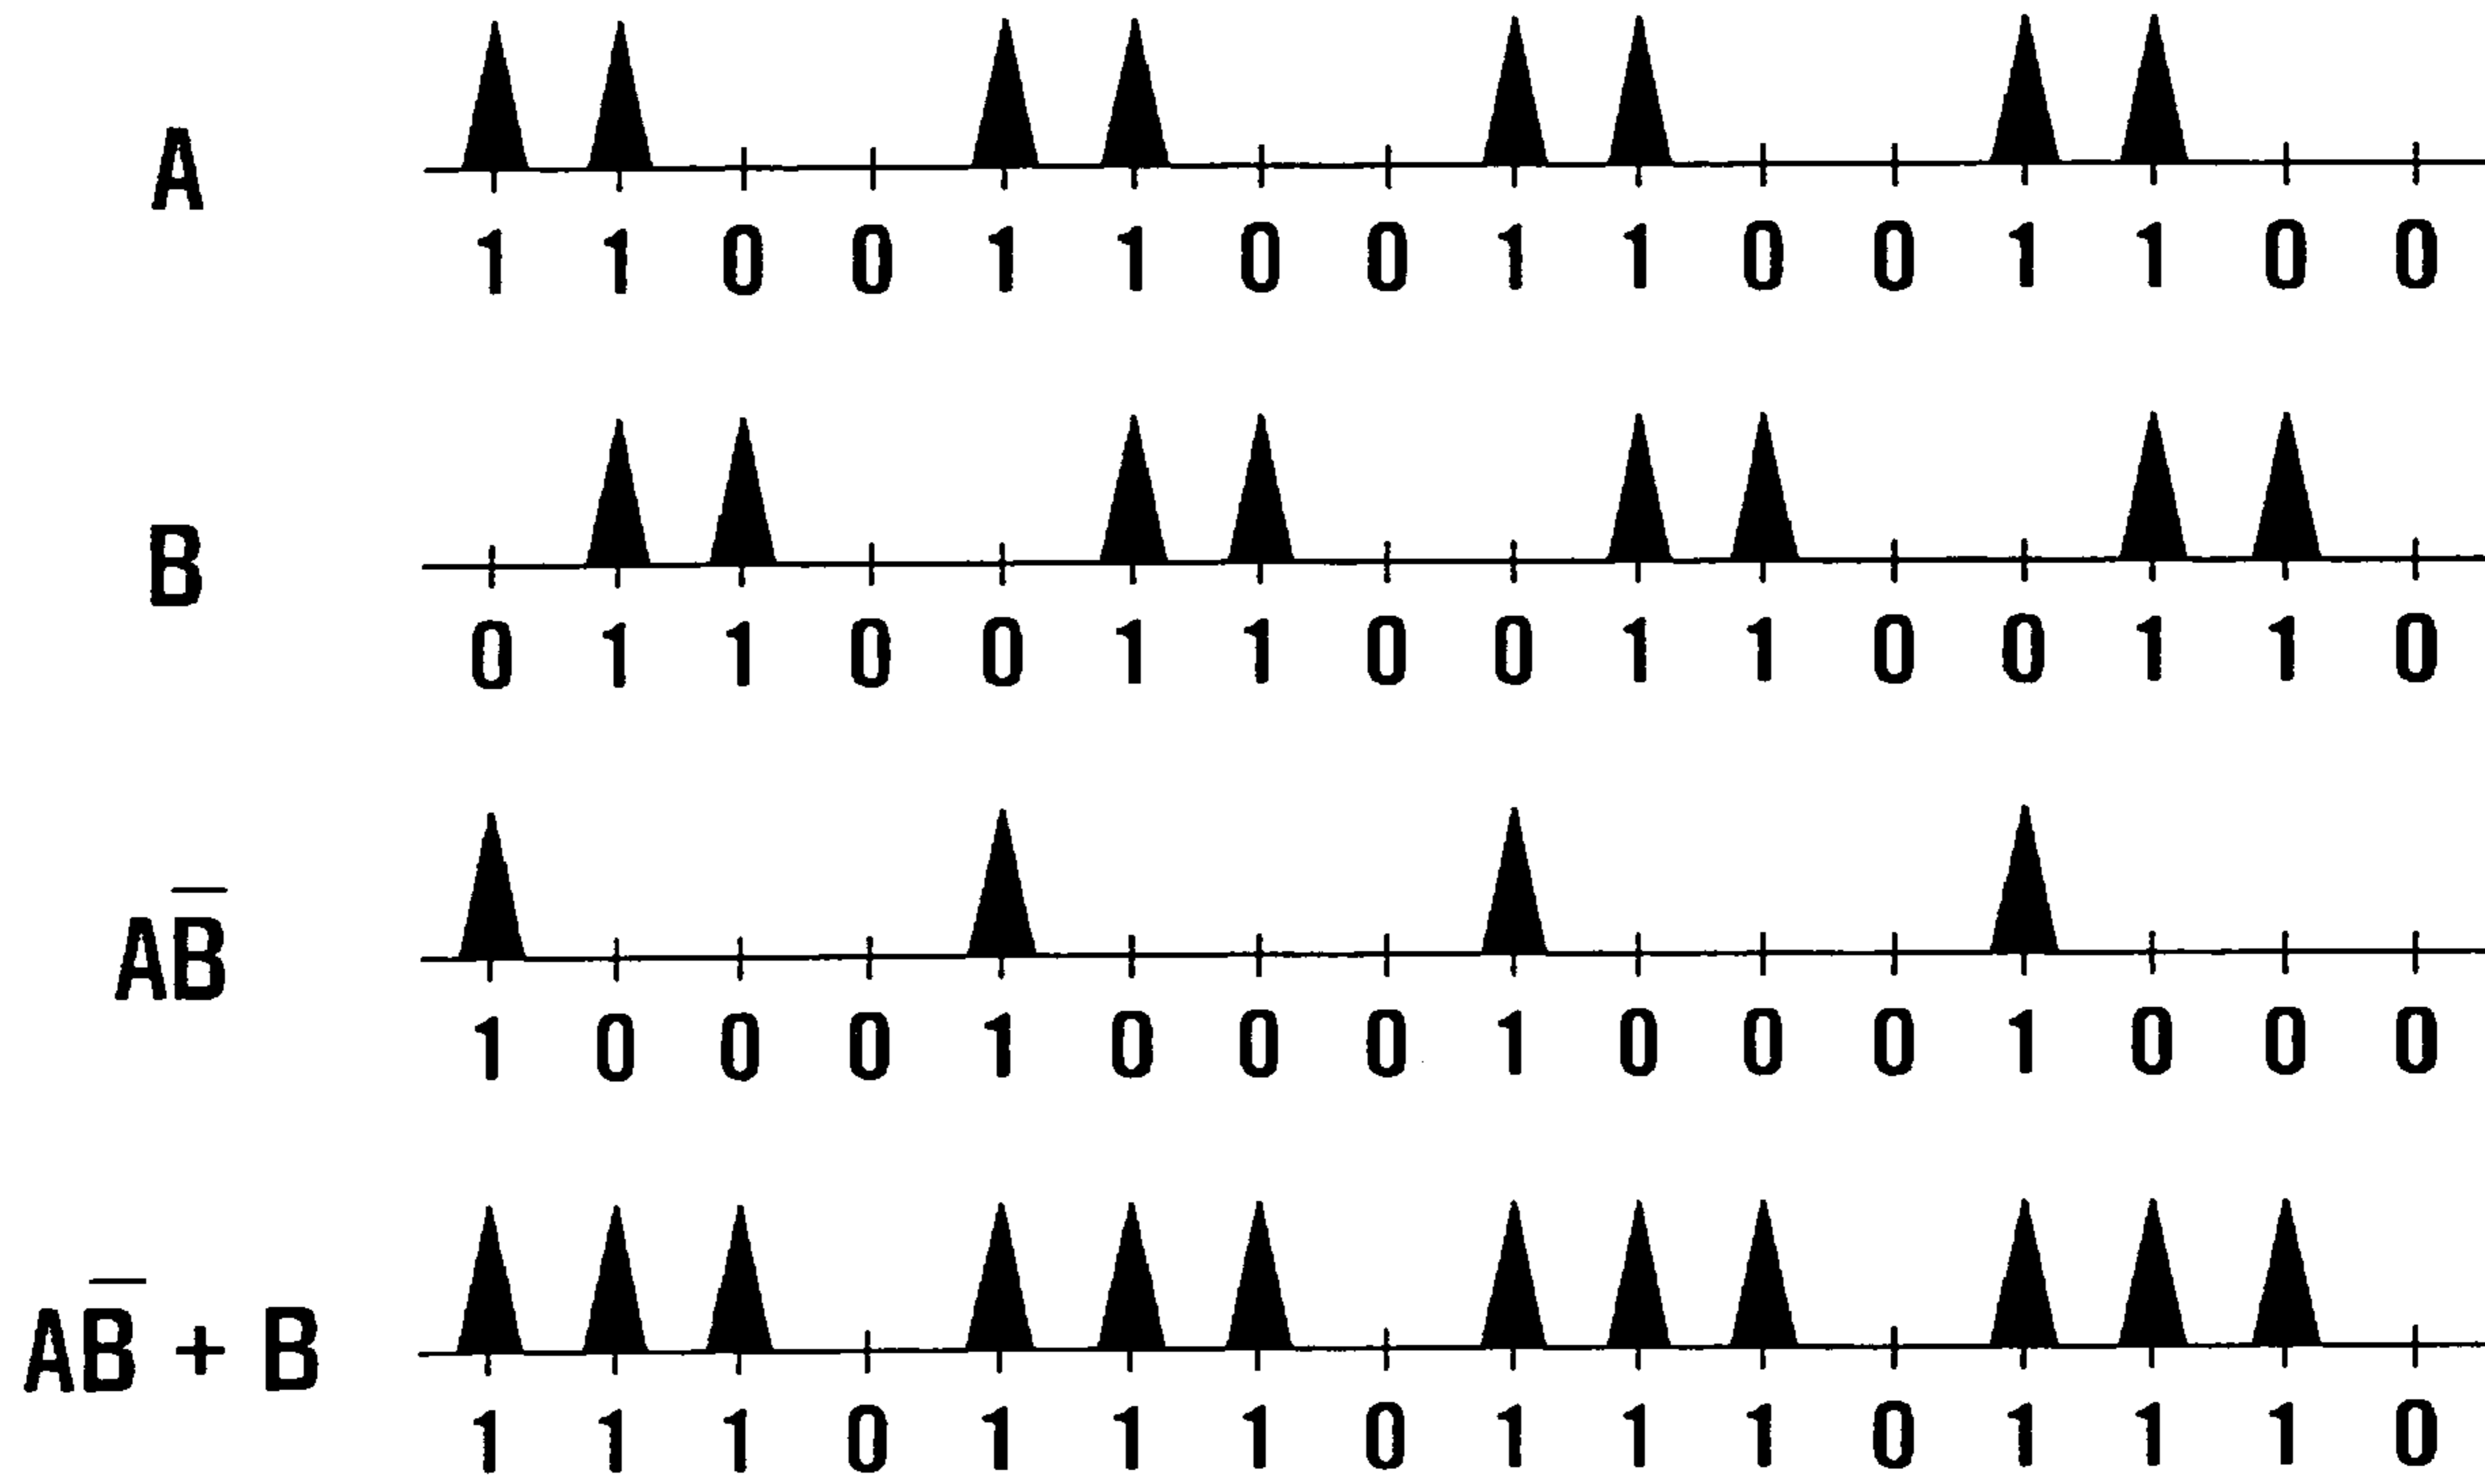 A
1 1 0 0 1 1 0 0 1 1 0 0 1 1 0 0
B
0 1 1 0 0 1 1 0 0 1 1 0 0 1 1 0
AB̅
1 0 0 0 1 0 0 0 1 0 0 0 1 0 0 0
AB̅ + B
1 1 1 0 1 1 1 0 1 1 1 0 1 1 1 0